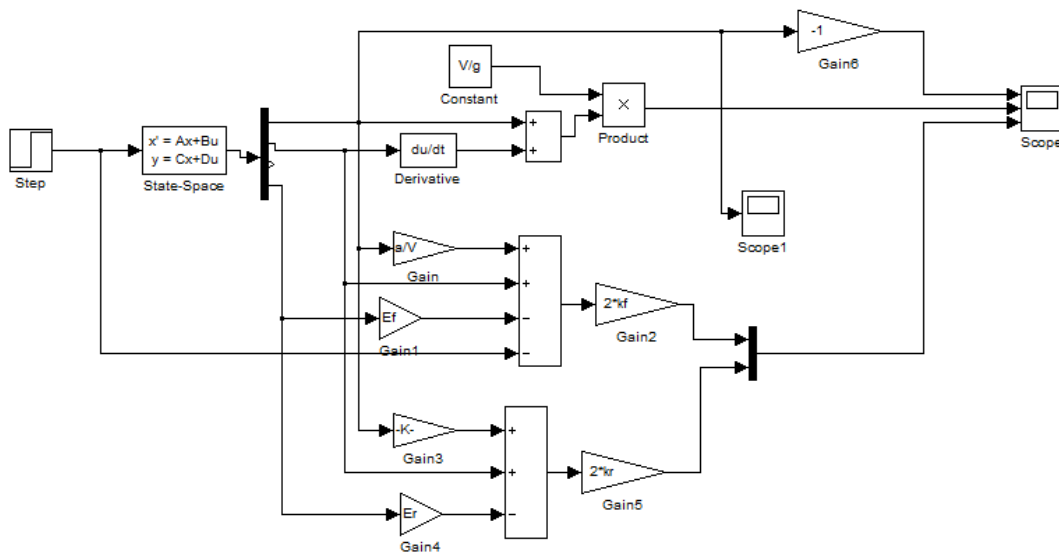 -1
Gain6
V/g
Constant
×
Product
Scope
Step
x' = Ax+Bu
y = Cx+Du
State-Space
du/dt
Derivative
+
+
Scope1
a/V
Gain
Ef
Gain1
+
+
−
−
2*kf
Gain2
-K-
Gain3
Er
Gain4
+
+
−
2*kr
Gain5